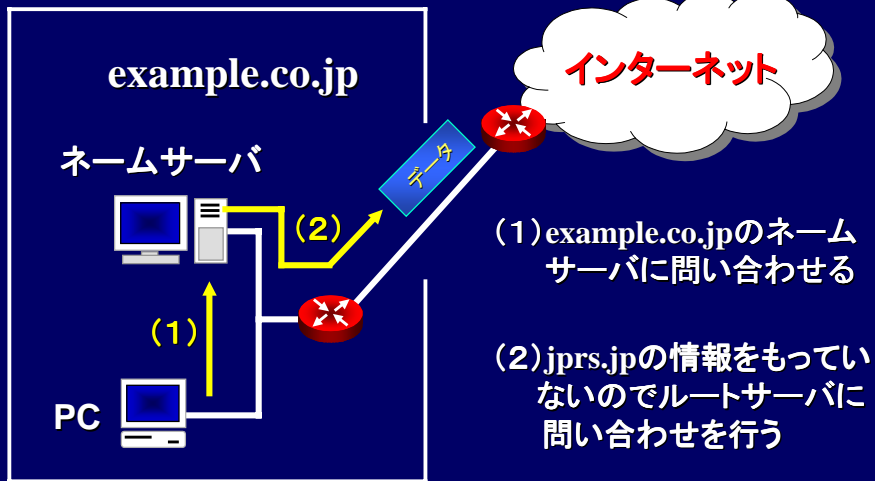 example.co.jp
インターネット
ネームサーバ
データ
(2)
(1)
PC
(1)example.co.jpのネーム
サーバに問い合わせる
(2)jprs.jpの情報をもってい
ないのでルートサーバに
問い合わせを行う